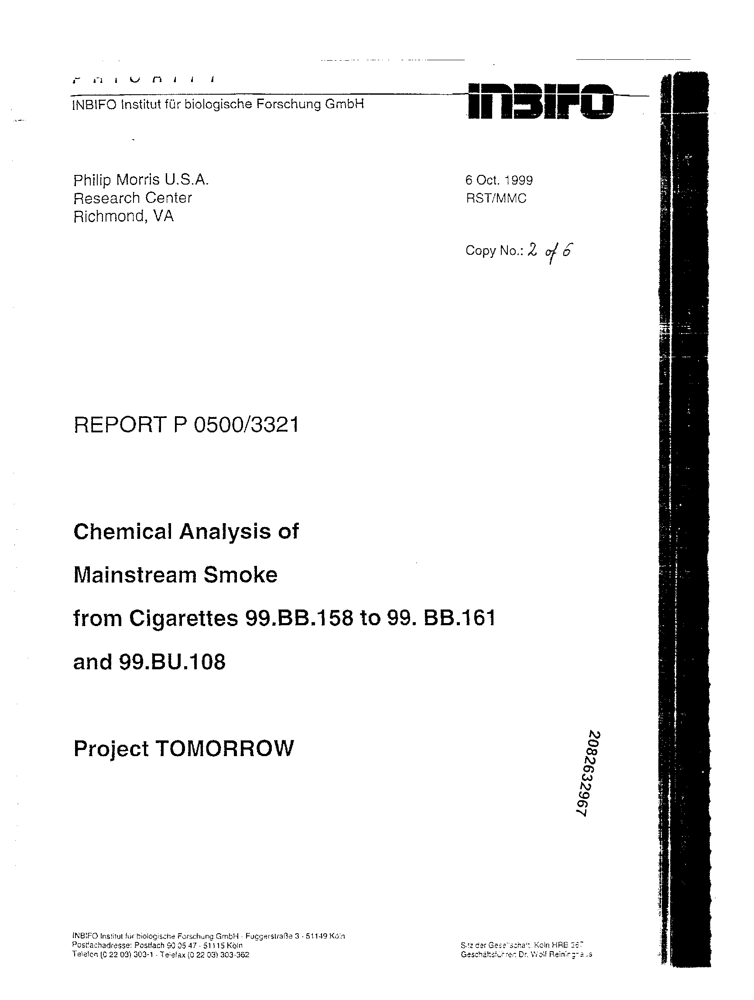 INBIFO Institut für biologische Forschung GmbH
INBIFO
Philip Morris U.S.A.
Research Center
Richmond, VA
6 Oct. 1999
RST/MMC
Copy No.: 2 of 6
REPORT P 0500/3321
Chemical Analysis of
Mainstream Smoke
from Cigarettes 99.BB.158 to 99. BB.161
and 99.BU.108
Project TOMORROW
2082632967
INBIFO Institut für biologische Forschung GmbH - Fuggerstraße 3 - 51149 Köln
Postfachadresse: Postfach 90 05 47 - 51115 Köln
Telefon (0 22 03) 303-1 - Telefax (0 22 03) 303-362
Sitz der Gesellschaft: Köln HRB
Geschäftsführer: Dr. Wolf Reininghaus